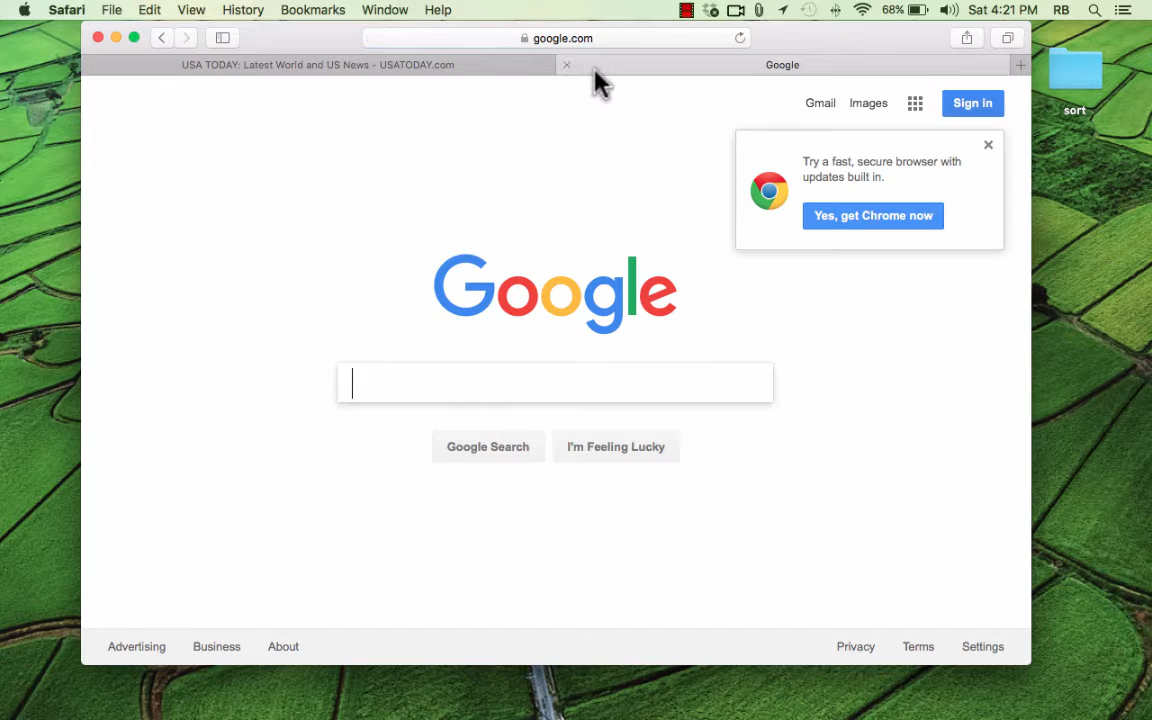 Safari File Edit View History Bookmarks Window Help 68% Sat 4:21 PM RB
google.com
USA TODAY: Latest World and US News - USATODAY.com Google
sort
Gmail Images Sign in
Try a fast, secure browser with
updates built in.
Yes, get Chrome now
Google
Google Search I'm Feeling Lucky
Advertising Business About Privacy Terms Settings